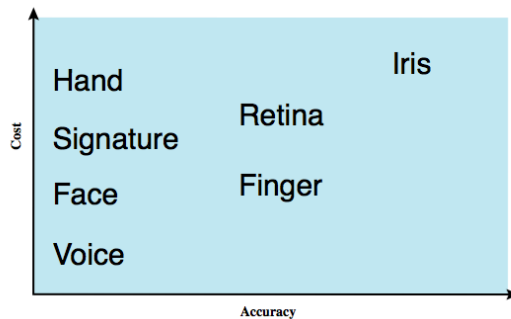 Iris
Hand
Retina
Signature
Cost
Finger
Face
Voice
Accuracy